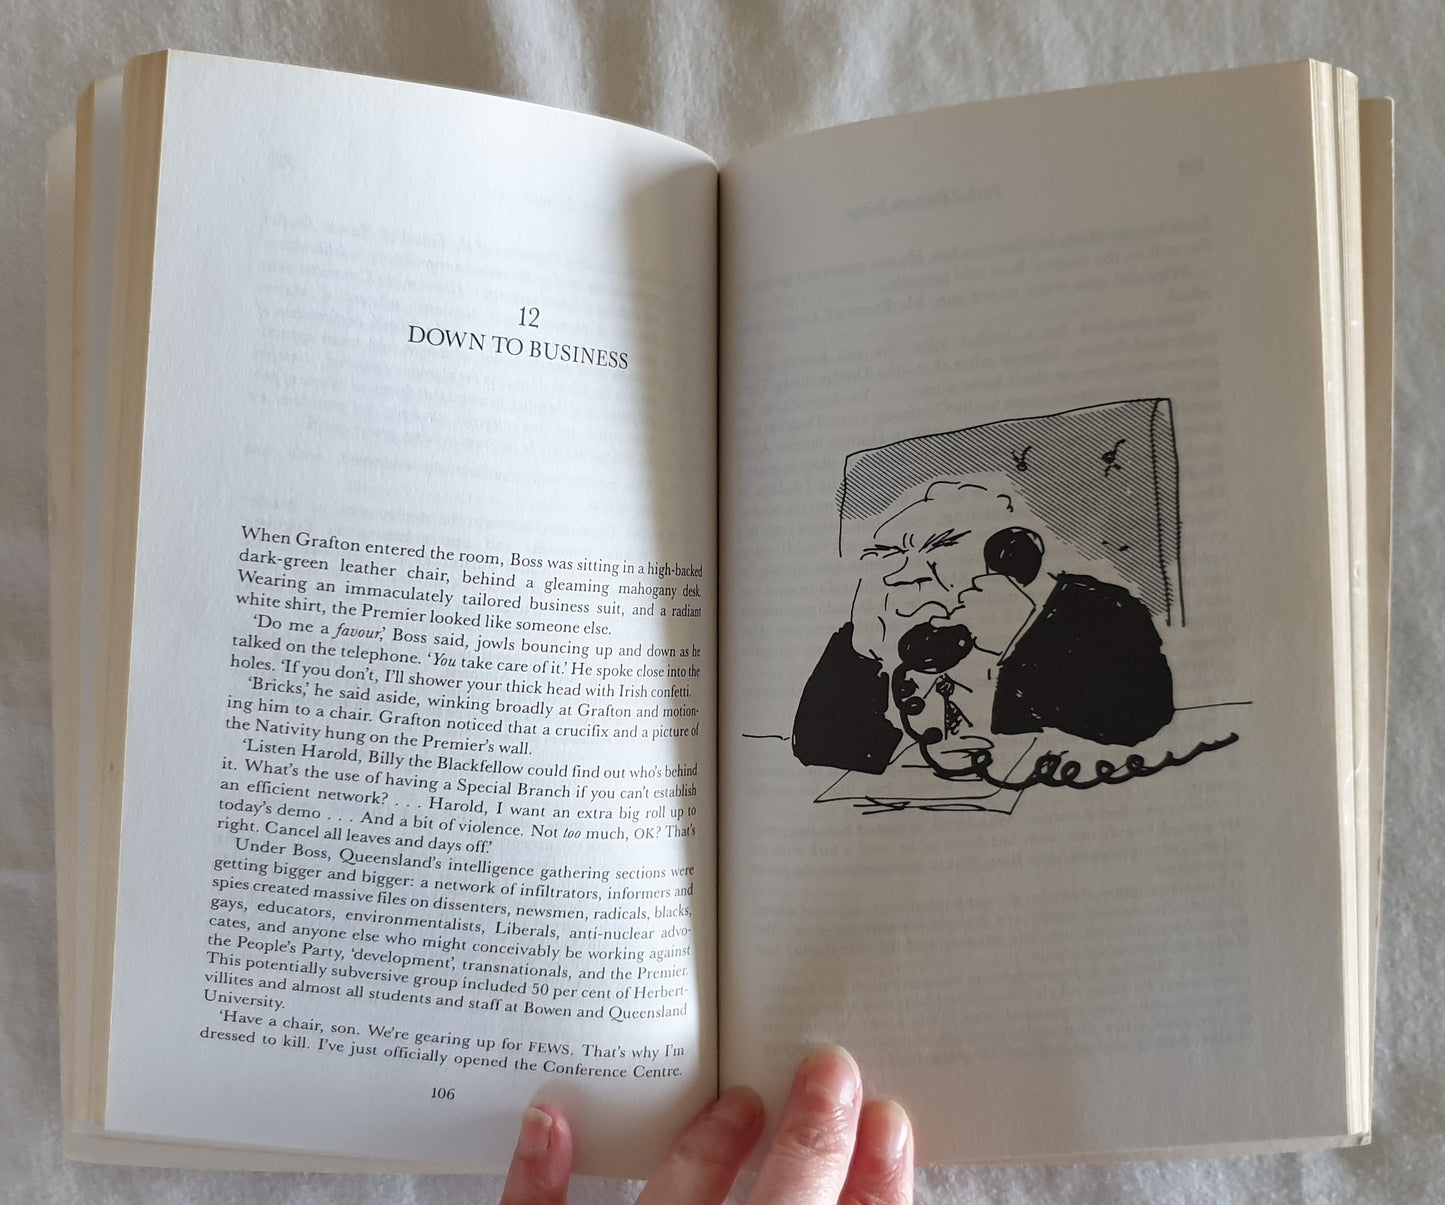 12
DOWN TO BUSINESS
When Grafton entered the room, Boss was sitting in a high-backed
dark-green leather chair, behind a gleaming mahogany desk.
Wearing an immaculately tailored business suit, and a radiant
white shirt, the Premier looked like someone else.
‘Do me a favour,’ Boss said, jowls bouncing up and down as he
talked on the telephone. ‘You take care of it.’ He spoke close into the
holes. ‘If you don’t, I’ll shower your thick head with Irish confetti.
‘Bricks,’ he said aside, winking broadly at Grafton and motion-
ing him to a chair. Grafton noticed that a crucifix and a picture of
the Nativity hung on the Premier’s wall.
‘Listen Harold, Billy the Blackfellow could find out who’s behind
it. What’s the use of having a Special Branch if you can’t establish
an efficient network? . . . Harold, I want an extra big roll up to
today’s demo . . . And a bit of violence. Not too much, OK? That’s
right. Cancel all leaves and days off.’
Under Boss, Queensland’s intelligence gathering sections were
getting bigger and bigger: a network of infiltrators, informers and
spies created massive files on dissenters, newsmen, radicals, blacks,
gays, educators, environmentalists, Liberals, anti-nuclear advo-
cates, and anyone else who might conceivably be working against
the People’s Party, ‘development’, transnationals, and the Premier.
This potentially subversive group included 50 per cent of Herbert-
villites and almost all students and staff at Bowen and Queensland
University.
‘Have a chair, son. We’re gearing up for FEWS. That’s why I’m
dressed to kill. I’ve just officially opened the Conference Centre.
106